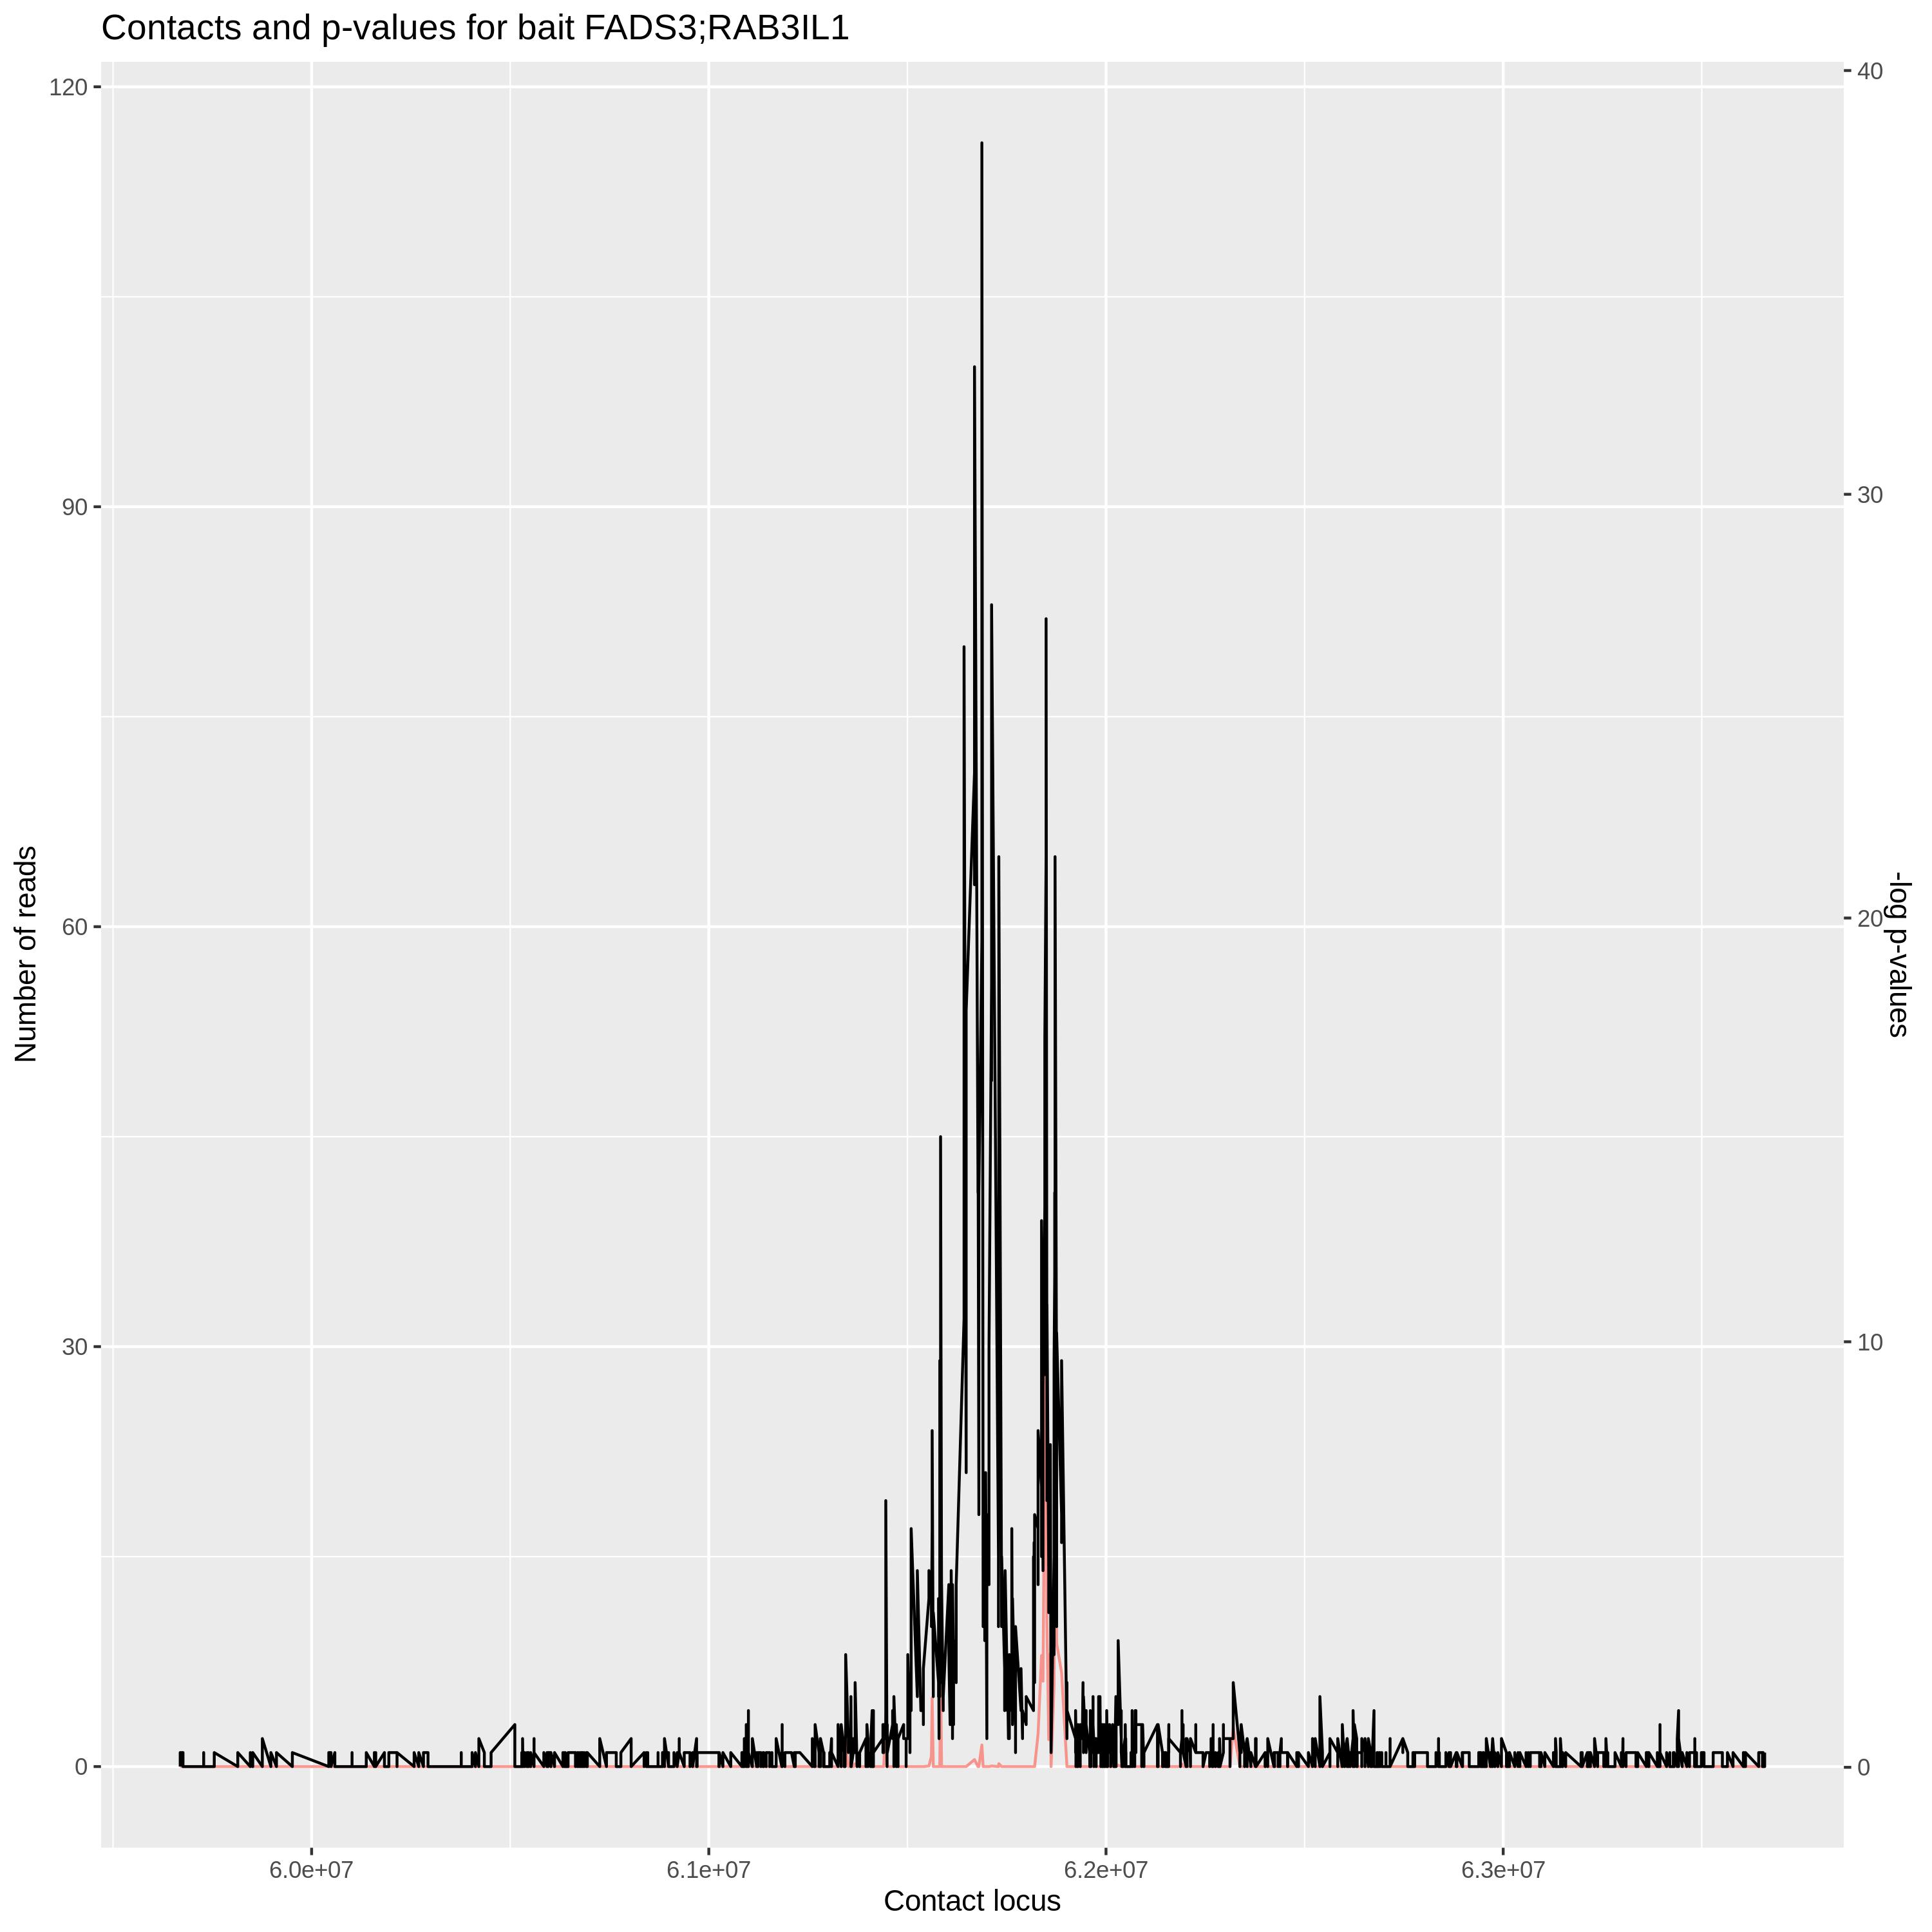 Contacts and p-values for bait FADS3;RAB3IL1
120
90
60
30
0
Number of reads
40
30
20
10
0
-log p-values
6.0e+07
6.1e+07
6.2e+07
6.3e+07
Contact locus